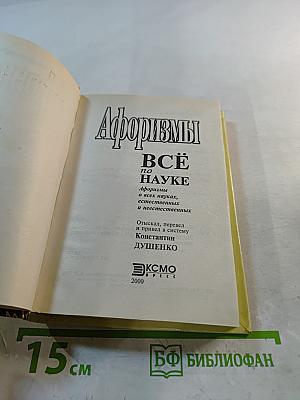 Афоризмы
ВСЁ
по
НАУКЕ
Афоризмы
о всех науках,
естественных
и неестественных
Отыскал, перевел
и привел в систему
Константин
ДУШЕНКО
ЭКСМО
ПРЕСС
2000
15 см
БФ БИБЛИОФАН